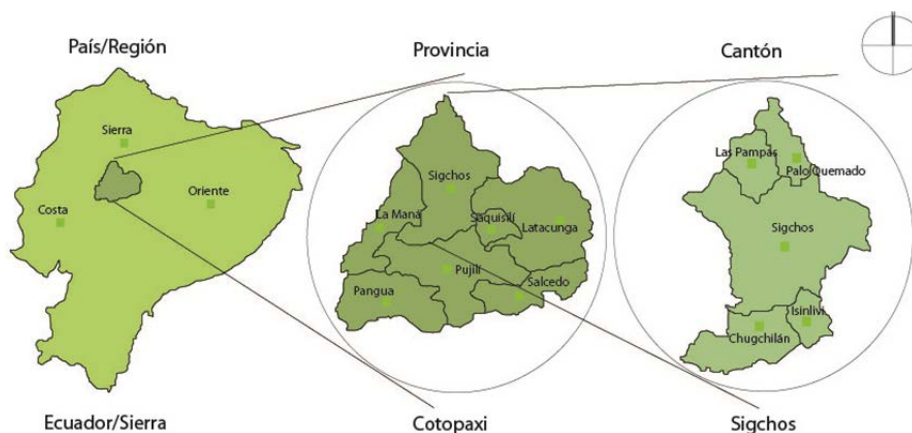 País/Región
Provincia
Cantón
Sierra
Oriente
Costa
Sigchos
La Maná
Saquisilí
Latacunga
Pujilí
Pangua
Salcedo
Las Pampas
Palo Quemado
Sigchos
Isinlivi
Chugchilán
Ecuador/Sierra
Cotopaxi
Sigchos